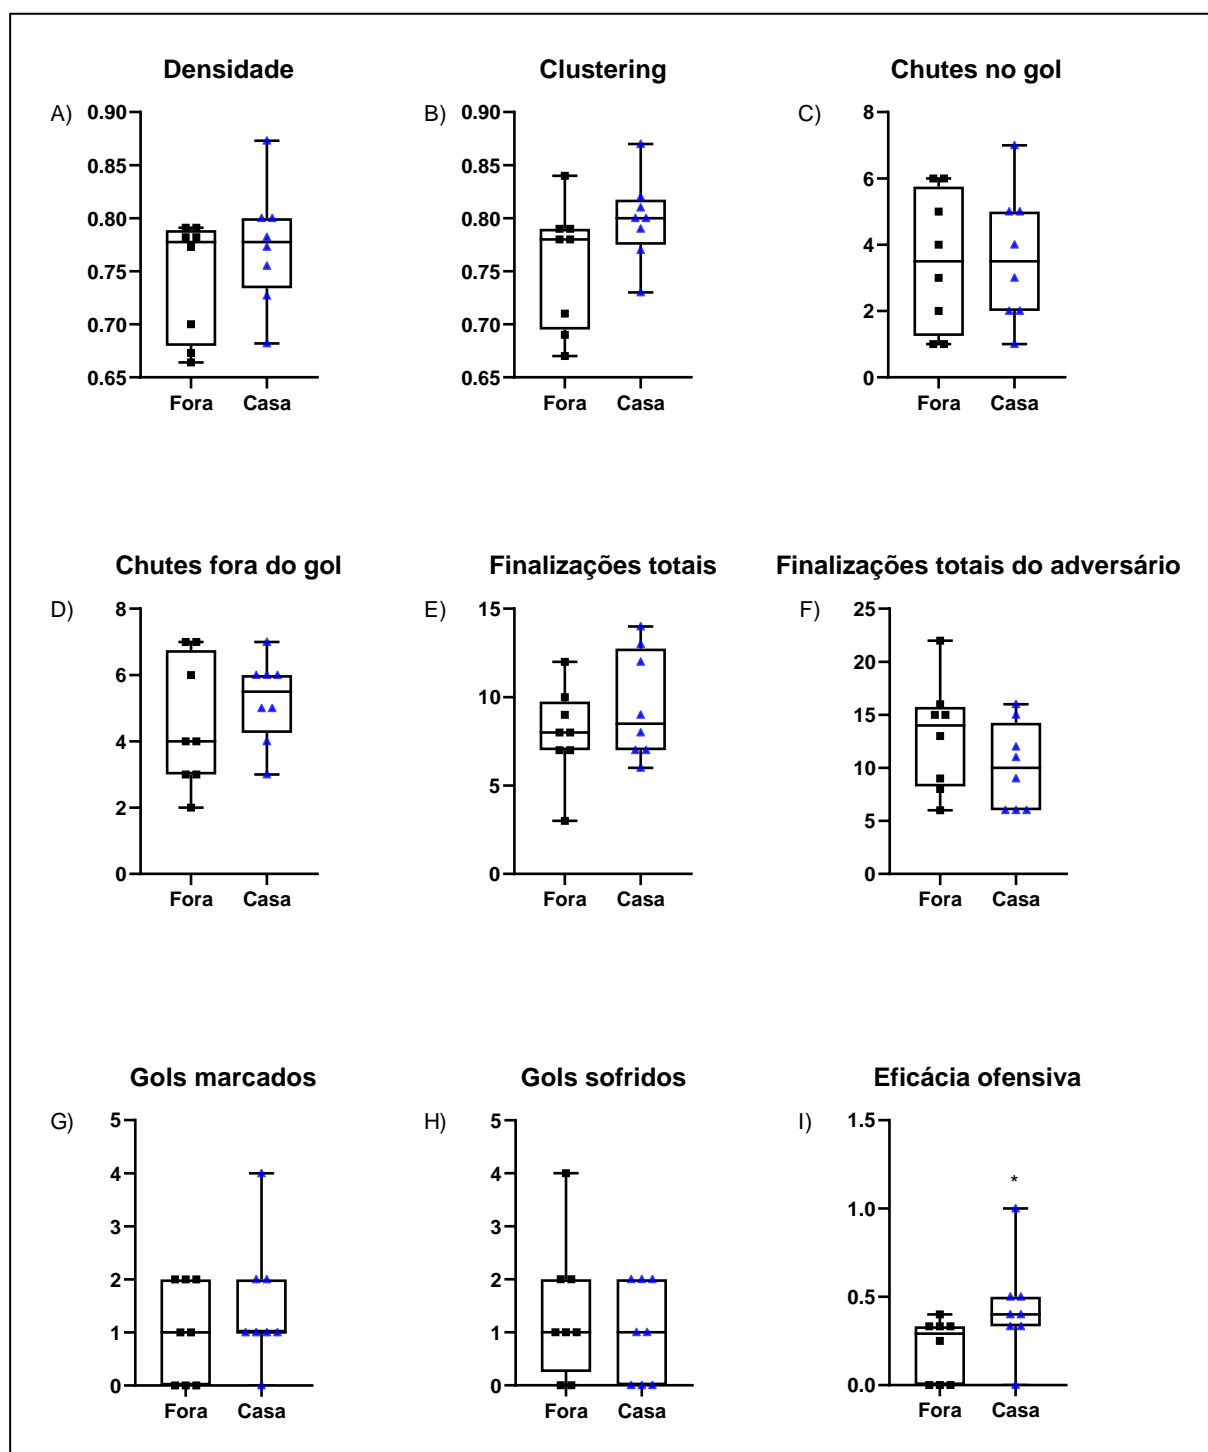 Densidade
A)
0.90
0.85
0.80
0.75
0.70
0.65
Fora Casa
Clustering
B)
0.90
0.85
0.80
0.75
0.70
0.65
Fora Casa
Chutes no gol
C)
8
6
4
2
0
Fora Casa
Chutes fora do gol
D)
8
6
4
2
0
Fora Casa
Finalizações totais
E)
15
10
5
0
Fora Casa
Finalizações totais do adversário
F)
25
20
15
10
5
0
Fora Casa
Gols marcados
G)
5
4
3
2
1
0
Fora Casa
Gols sofridos
H)
5
4
3
2
1
0
Fora Casa
Eficácia ofensiva
I)
1.5
*
1.0
0.5
0.0
Fora Casa